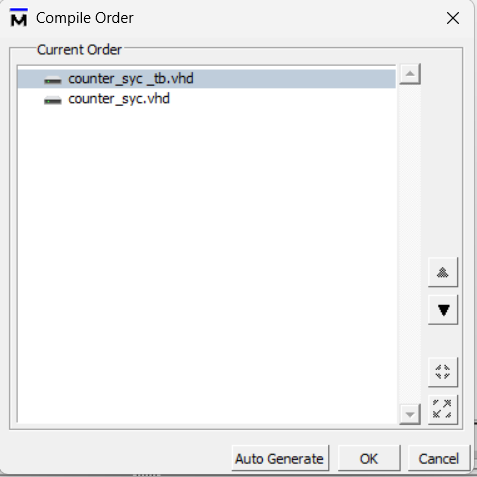 M Compile Order
Current Order
counter_syc _tb.vhd
counter_syc.vhd
Auto Generate OK Cancel